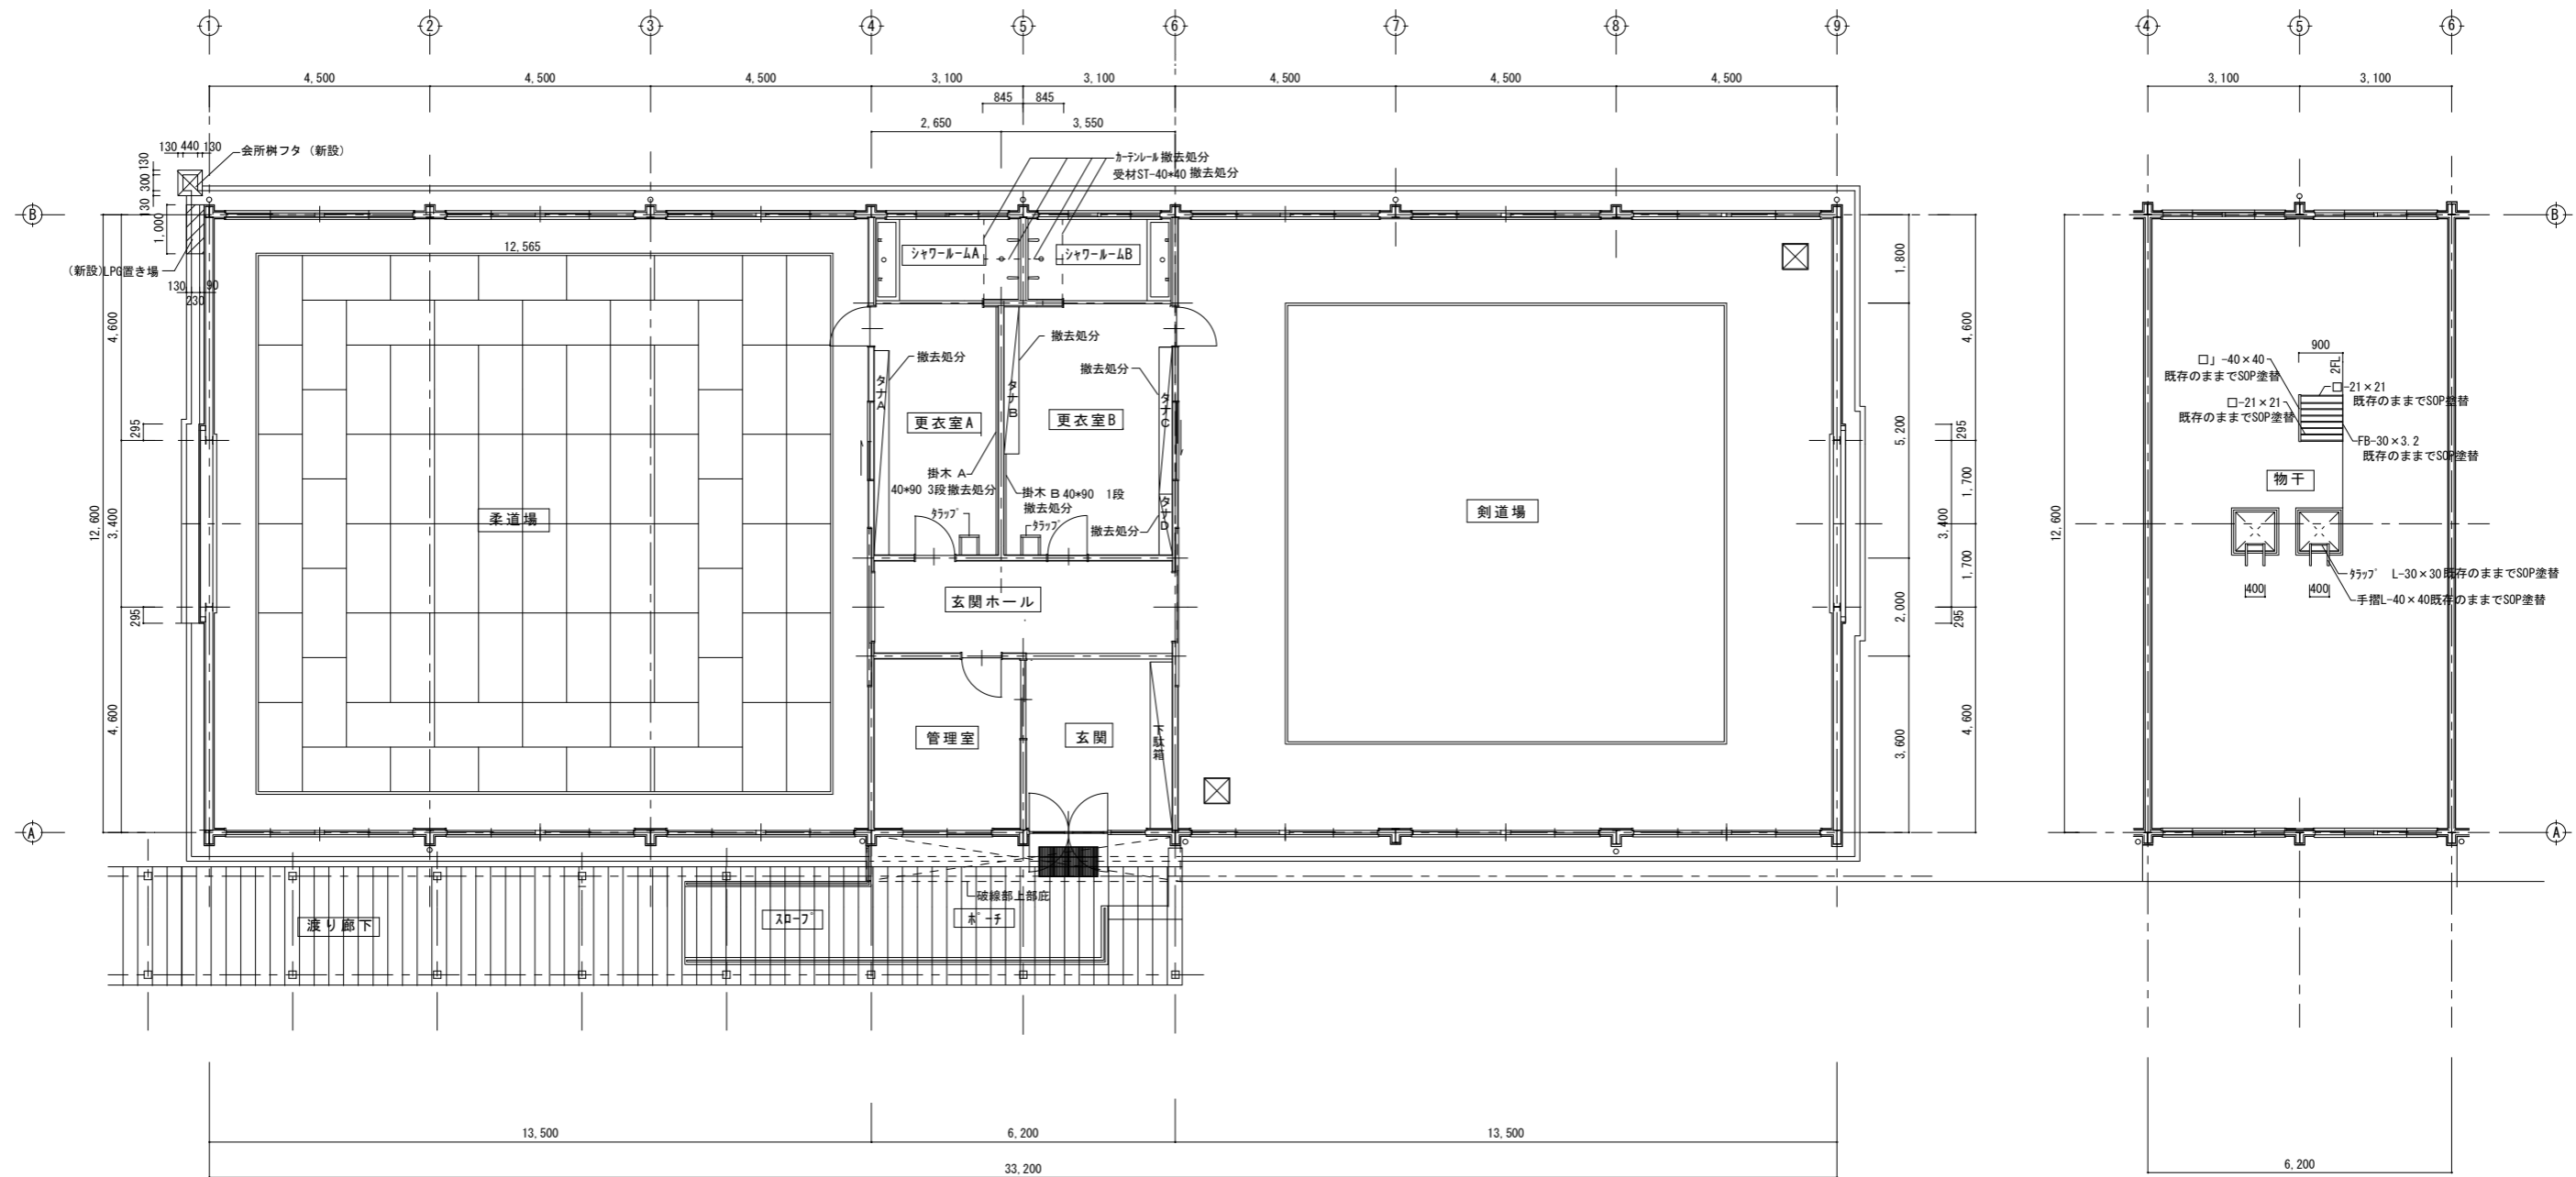 1 2 3 4 5 6 7 8 9 4 5 6
4,500 4,500 4,500 3,100 3,100 4,500 4,500 4,500 3,100 3,100
845 845
2,650 3,550
130 440 130
会所桝フタ（新設）
カーテンレール撤去処分
受材ST-40*40 撤去処分
130
300
130
B B
1,000
12,565
シャワールームA
シャワールームB
(新設)LPG置き場
130 90
230
1,800
4,600
4,600
撤去処分
撤去処分
撤去処分
900
2FL
□」-40×40
既存のままでSOP塗替
□-21×21
既存のままでSOP塗替
□-21×21
既存のままでSOP塗替
FB-30×3.2
既存のままでSOP塗替
タナA
タナB
タナC
更衣室A
更衣室B
295
5,200
295
掛木 A
40*90 3段撤去処分
掛木 B 40*90 1段
撤去処分
タナD
撤去処分
1,700
物干
12,600
3,400
柔道場
タラップ
タラップ
剣道場
3,400
12,600
1,700
タラップ L-30×30既存のままでSOP塗替
400 400
手摺L-40×40既存のままでSOP塗替
玄関ホール
295
2,000
295
4,600
管理室
玄関
下駄箱
3,600
4,600
A A
破線部上部庇
渡り廊下
スロープ
ポーチ
13,500 6,200 13,500
33,200
6,200